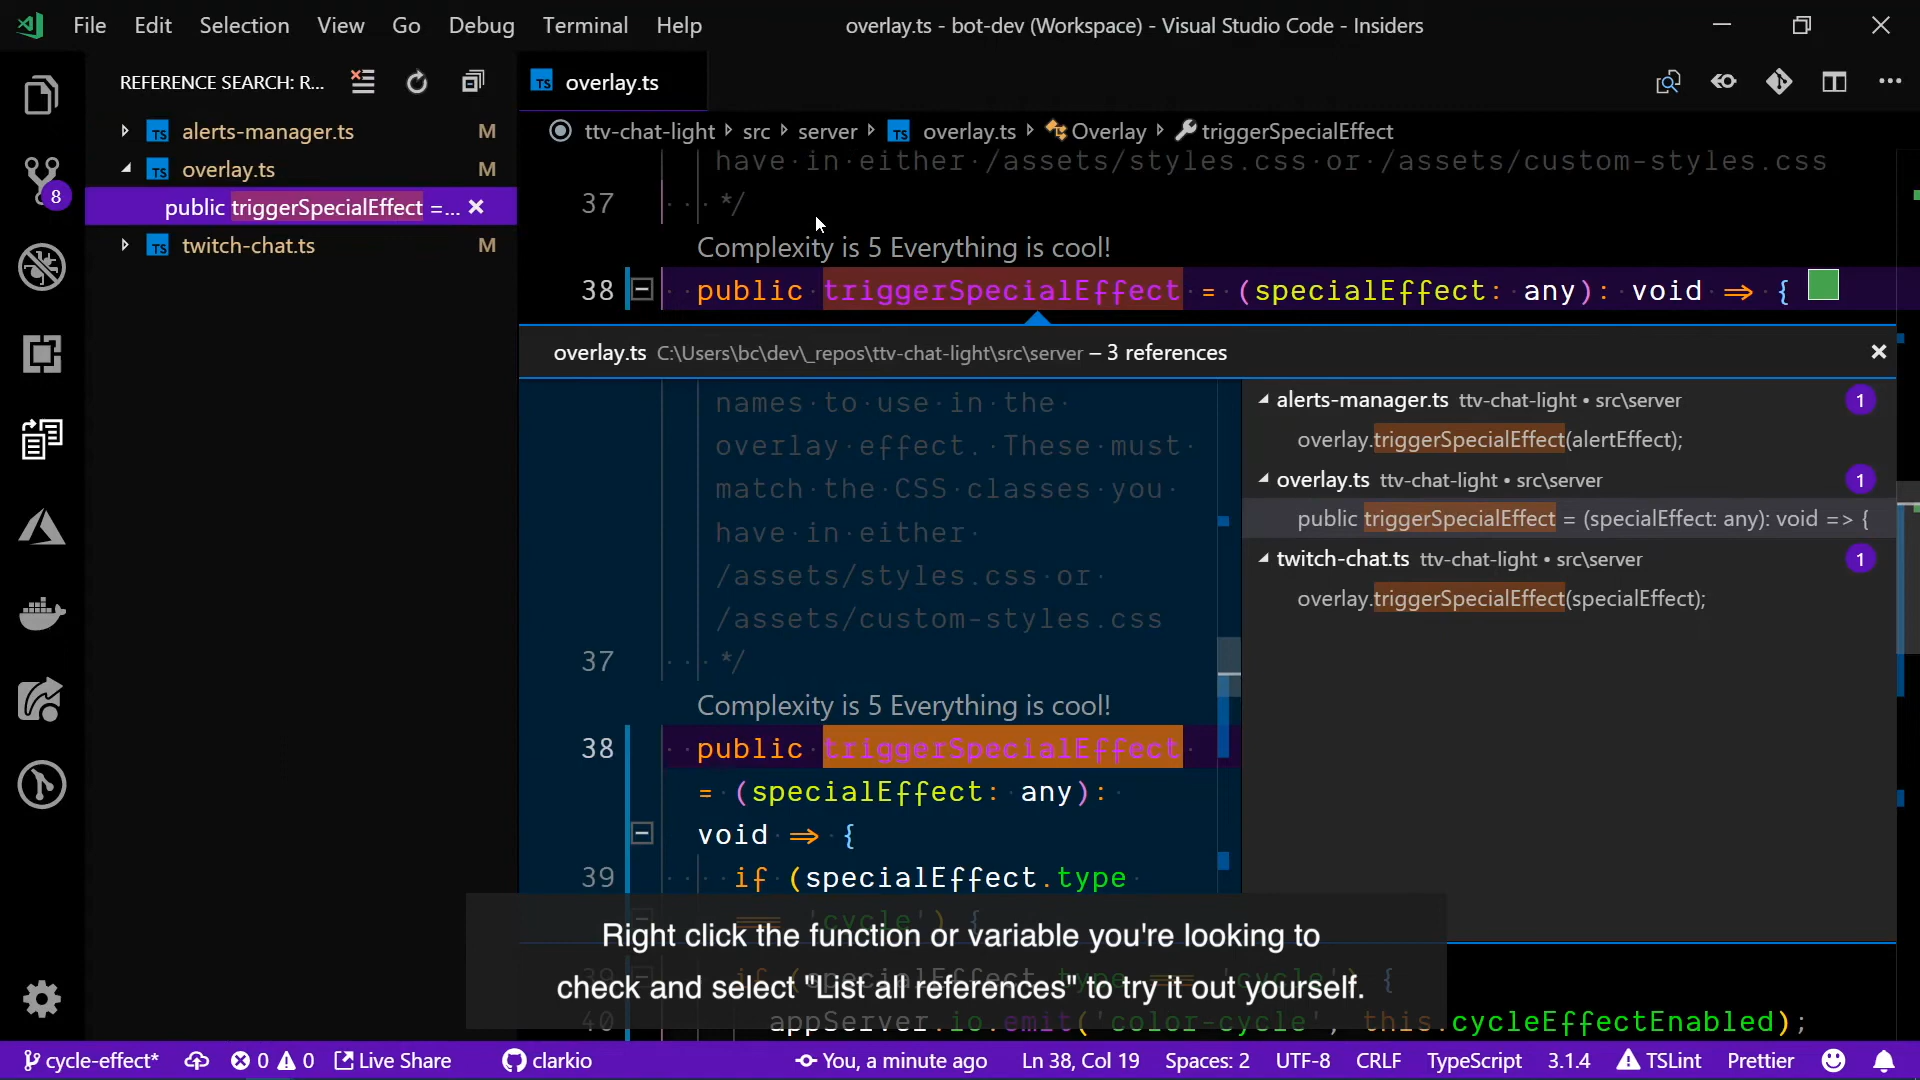 File Edit Selection View Go Debug Terminal Help overlay.ts - bot-dev (Workspace) - Visual Studio Code - Insiders
REFERENCE SEARCH: R...
alerts-manager.ts M
overlay.ts M
public triggerSpecialEffect =...
twitch-chat.ts M
8
TS overlay.ts
ttv-chat-light src server TS overlay.ts Overlay triggerSpecialEffect
have in either /assets/styles.css or /assets/custom-styles.css
37 */
Complexity is 5 Everything is cool!
38 public triggerSpecialEffect = (specialEffect: any): void => {
overlay.ts C:\Users\bc\dev\_repos\ttv-chat-light\src\server – 3 references
names to use in the
overlay effect. These must
match the CSS classes you
have in either
/assets/styles.css or
/assets/custom-styles.css
37 */
Complexity is 5 Everything is cool!
38 public triggerSpecialEffect
= (specialEffect: any):
void => {
39 if (specialEffect.type
=== 'cycle') {
alerts-manager.ts ttv-chat-light • src\server 1
overlay.triggerSpecialEffect(alertEffect);
overlay.ts ttv-chat-light • src\server 1
public triggerSpecialEffect = (specialEffect: any): void => {
twitch-chat.ts ttv-chat-light • src\server 1
overlay.triggerSpecialEffect(specialEffect);
Right click the function or variable you're looking to
check and select "List all references" to try it out yourself.
39 if (specialEffect.type === 'cycle') {
40 appServer.io.emit('color-cycle', this.cycleEffectEnabled);
cycle-effect* 0 0 Live Share clarkio You, a minute ago Ln 38, Col 19 Spaces: 2 UTF-8 CRLF TypeScript 3.1.4 TSLint Prettier